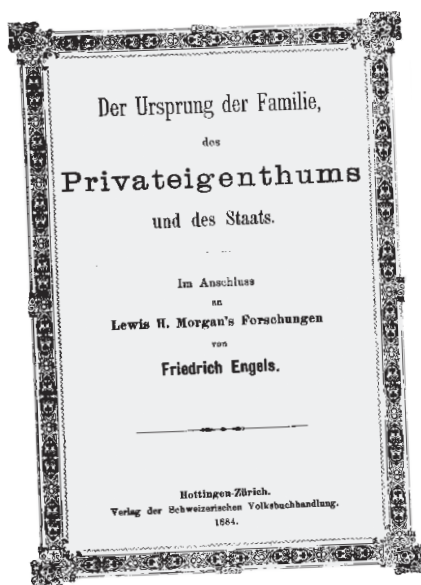 Der Ursprung der Familie,
des
Privateigenthums
und des Staats.
Im Anschluss
an
Lewis H. Morgan's Forschungen
von
Friedrich Engels.
Hottingen-Zürich.
Verlag der Schweizerischen Volksbuchhandlung.
1884.